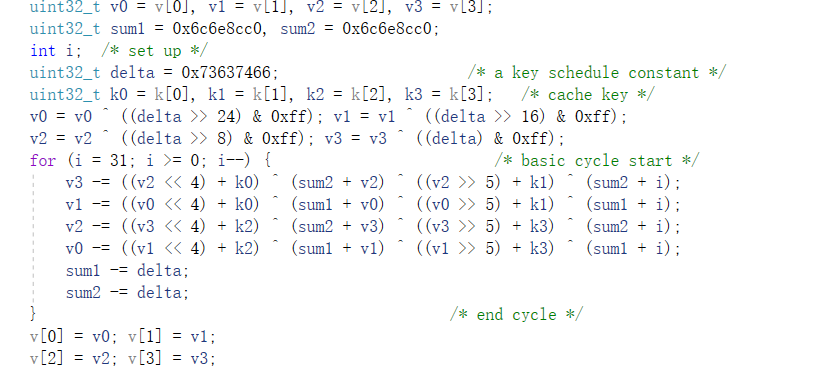 uint32_t v0 = v[0], v1 = v[1], v2 = v[2], v3 = v[3];
uint32_t sum1 = 0x6c6e8cc0, sum2 = 0x6c6e8cc0;
int i;  /* set up */
uint32_t delta = 0x73637466;                    /* a key schedule constant */
uint32_t k0 = k[0], k1 = k[1], k2 = k[2], k3 = k[3];   /* cache key */
v0 = v0 ^ ((delta >> 24) & 0xff); v1 = v1 ^ ((delta >> 16) & 0xff);
v2 = v2 ^ ((delta >> 8) & 0xff); v3 = v3 ^ ((delta) & 0xff);
for (i = 31; i >= 0; i--) {                         /* basic cycle start */
    v3 -= ((v2 << 4) + k0) ^ (sum2 + v2) ^ ((v2 >> 5) + k1) ^ (sum2 + i);
    v1 -= ((v0 << 4) + k0) ^ (sum1 + v0) ^ ((v0 >> 5) + k1) ^ (sum1 + i);
    v2 -= ((v3 << 4) + k2) ^ (sum2 + v3) ^ ((v3 >> 5) + k3) ^ (sum2 + i);
    v0 -= ((v1 << 4) + k2) ^ (sum1 + v1) ^ ((v1 >> 5) + k3) ^ (sum1 + i);
    sum1 -= delta;
    sum2 -= delta;
}                                                   /* end cycle */
v[0] = v0; v[1] = v1;
v[2] = v2; v[3] = v3;